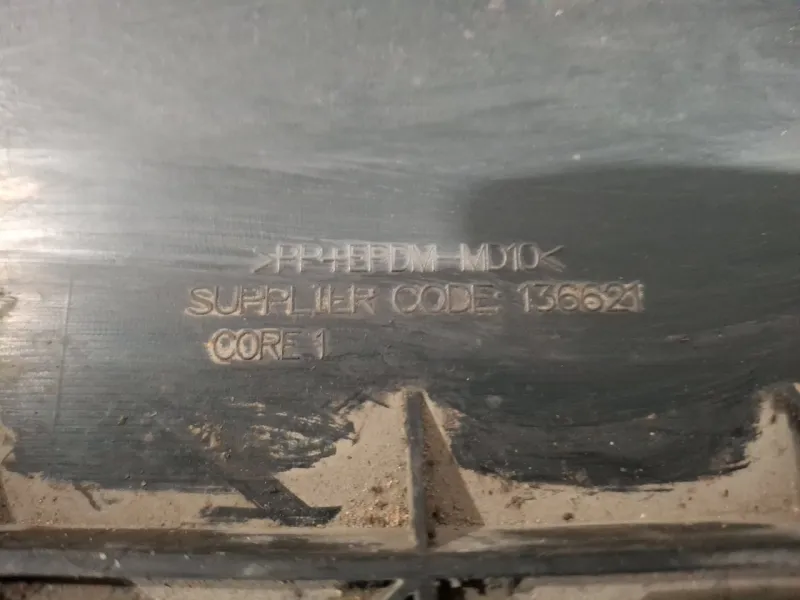 >PP+EPDM-MD10<
SUPPLIER CODE: 136621
CORE 1